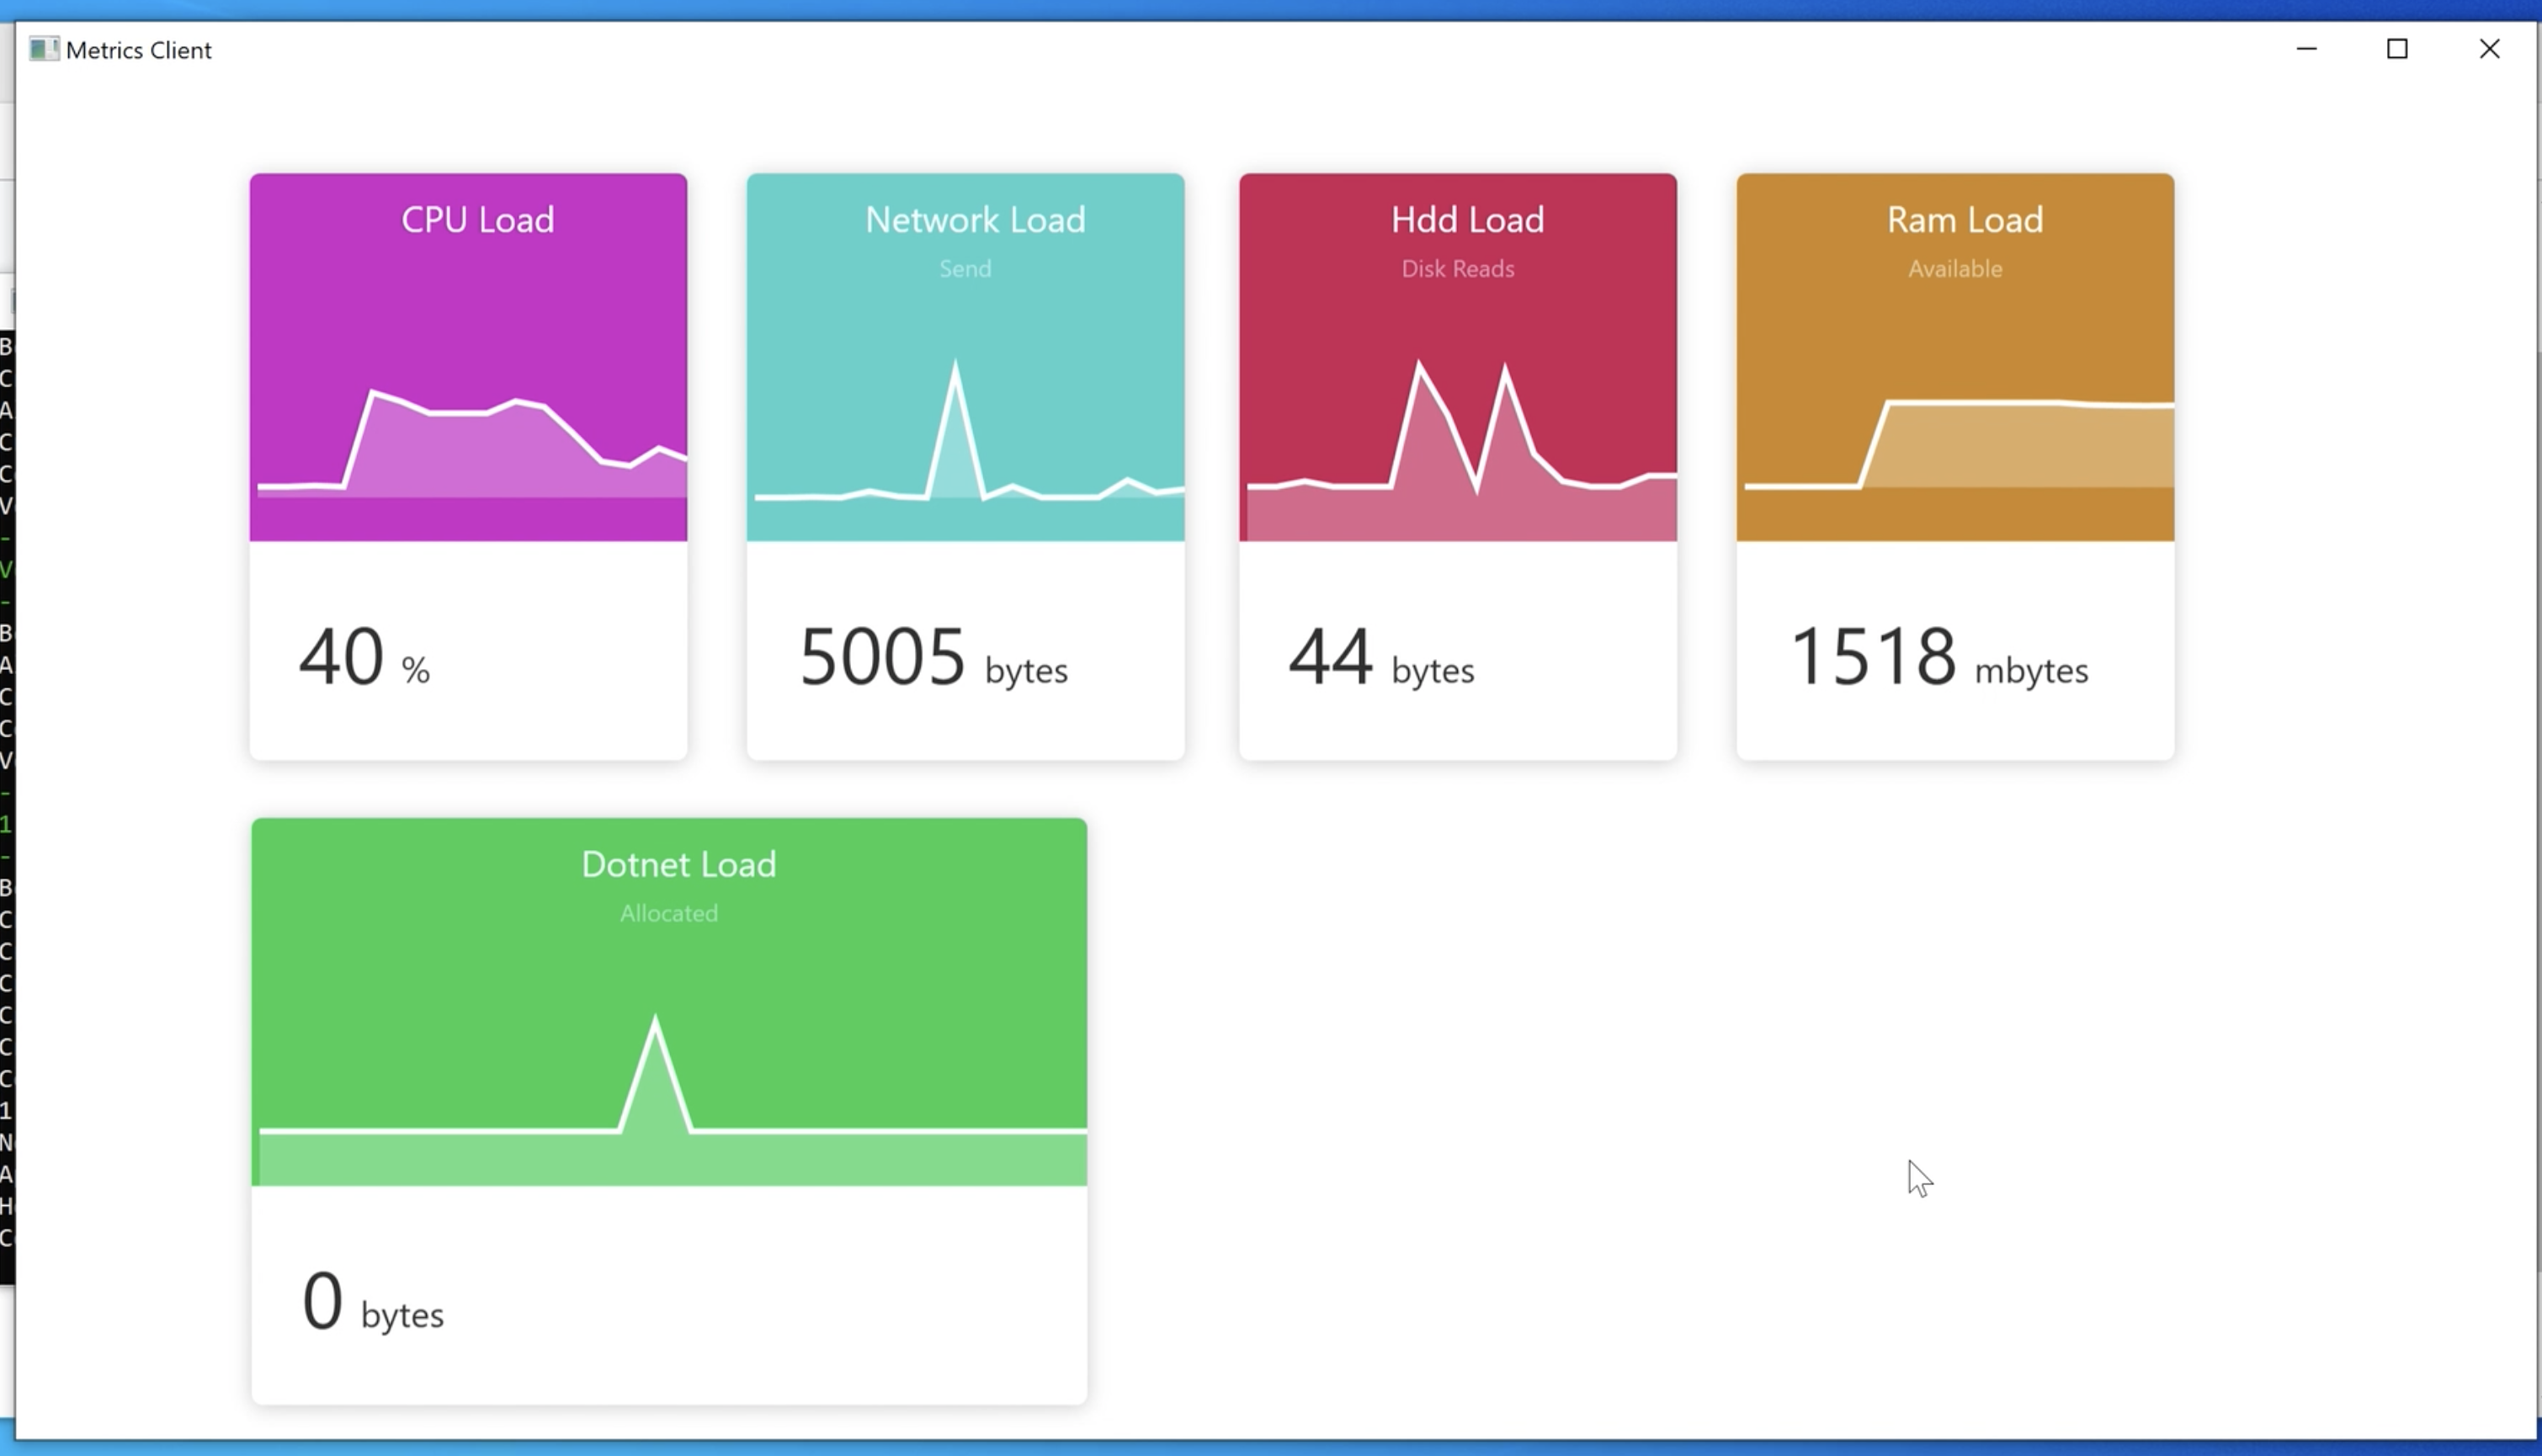 Metrics Client
CPU Load
Network Load
Send
Hdd Load
Disk Reads
Ram Load
Available
40 %
5005 bytes
44 bytes
1518 mbytes
Dotnet Load
Allocated
0 bytes